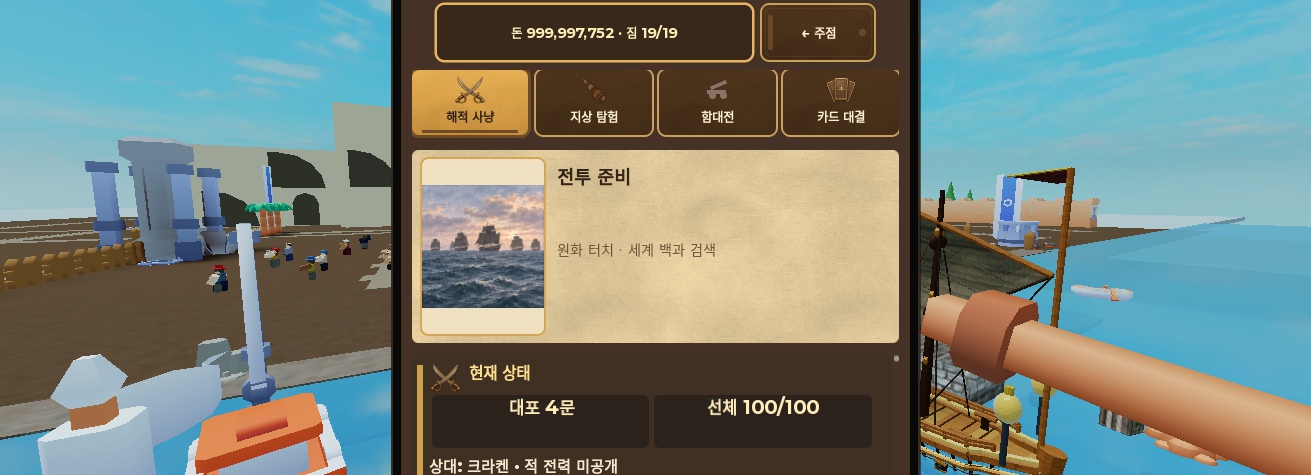 돈 999,997,752 · 짐 19/19
← 주점
해적 사냥
지상 탐험
함대전
카드 대결
전투 준비
원화 터치 · 세계 백과 검색
현재 상태
대포 4문
선체 100/100
상대: 크라켄 • 적 전력 미공개